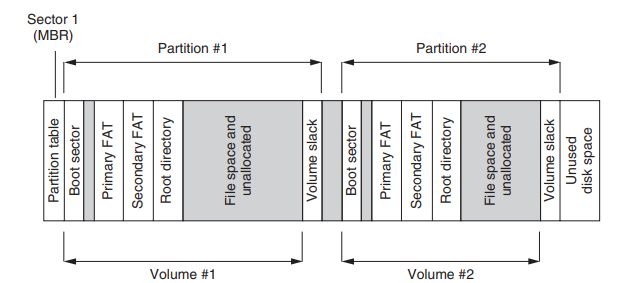 Sector 1
(MBR)
Partition #1
Partition #2
Partition table
Boot sector
Primary FAT
Secondary FAT
Root directory
File space and
unallocated
Volume slack
Boot sector
Primary FAT
Secondary FAT
Root directory
File space and
unallocated
Volume slack
Unused
disk space
Volume #1
Volume #2